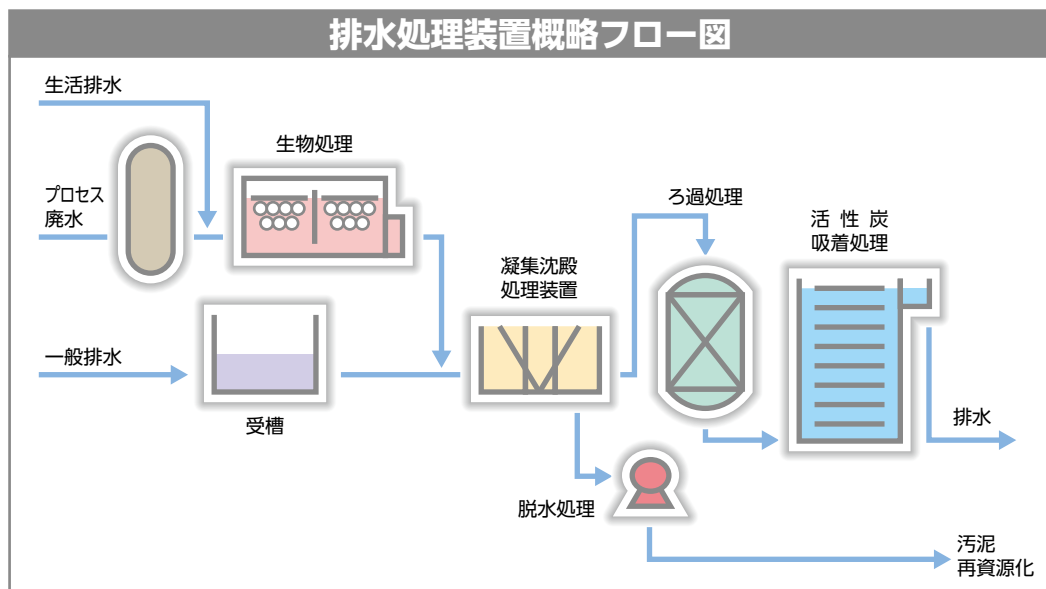 排水処理装置概略フロー図
生活排水
生物処理
プロセス
廃水
ろ過処理
活性炭
吸着処理
凝集沈殿
処理装置
一般排水
受槽
排水
脱水処理
汚泥
再資源化